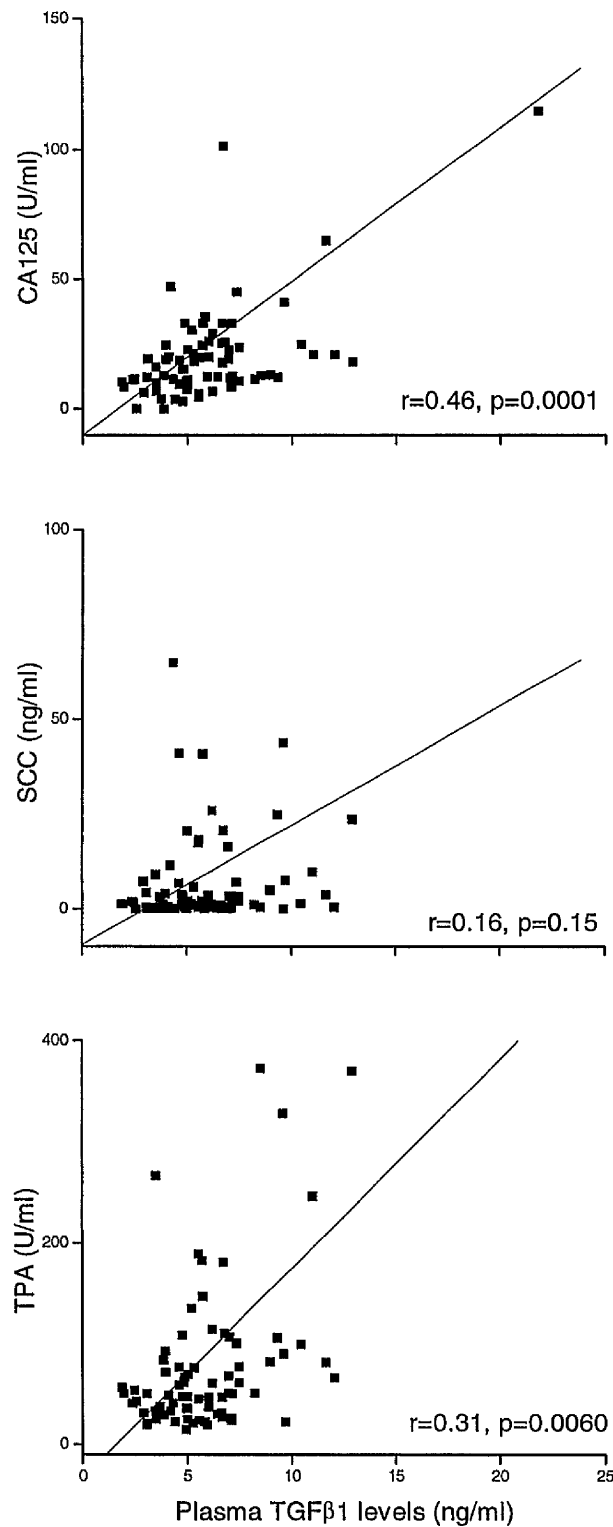 150
100
50
0
CA125 (U/ml)
r=0.46, p=0.0001
100
50
0
SCC (ng/ml)
r=0.16, p=0.15
400
200
0
TPA (U/ml)
r=0.31, p=0.0060
0 5 10 15 20 25
Plasma TGFβ1 levels (ng/ml)